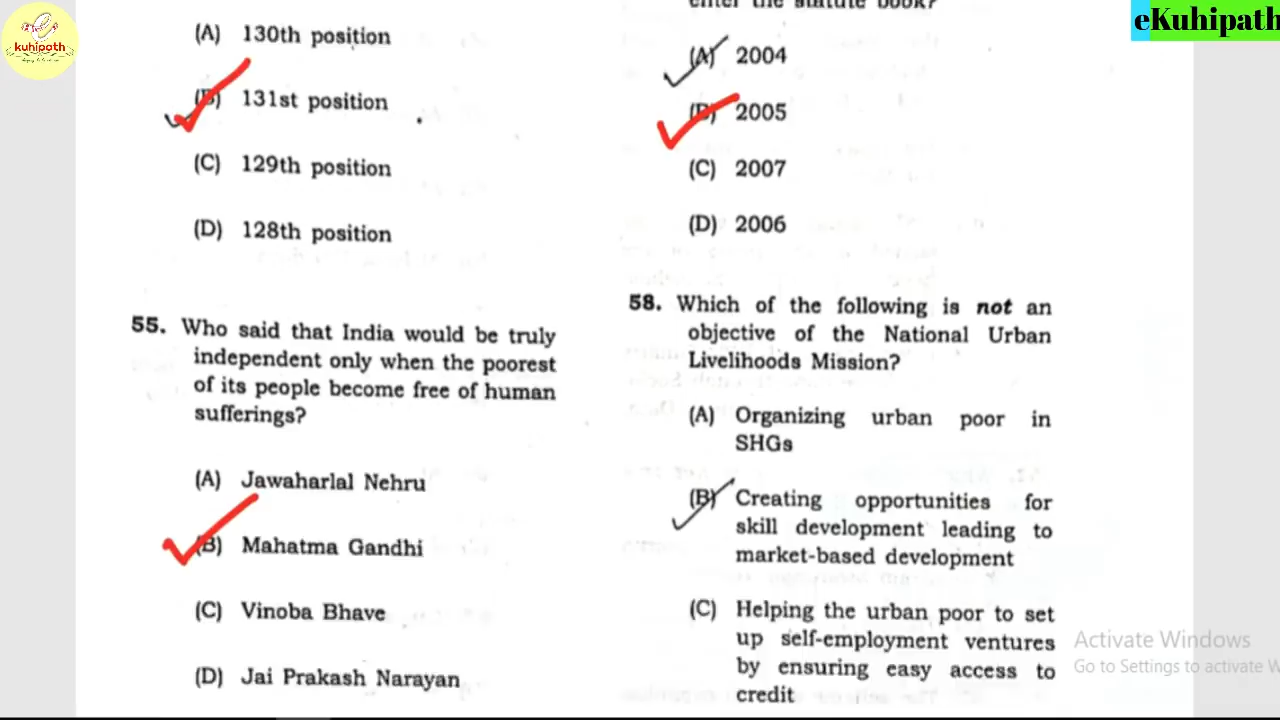 kuhipath
eKuhipath
(A) 130th position
(B) 131st position
(C) 129th position
(D) 128th position
55. Who said that India would be truly
independent only when the poorest
of its people become free of human
sufferings?
(A) Jawaharlal Nehru
(B) Mahatma Gandhi
(C) Vinoba Bhave
(D) Jai Prakash Narayan
enter the statute book?
(A) 2004
(B) 2005
(C) 2007
(D) 2006
58. Which of the following is not an
objective of the National Urban
Livelihoods Mission?
(A) Organizing urban poor in
SHGs
(B) Creating opportunities for
skill development leading to
market-based development
(C) Helping the urban poor to set
up self-employment ventures
by ensuring easy access to
credit
Activate Windows
Go to Settings to activate W